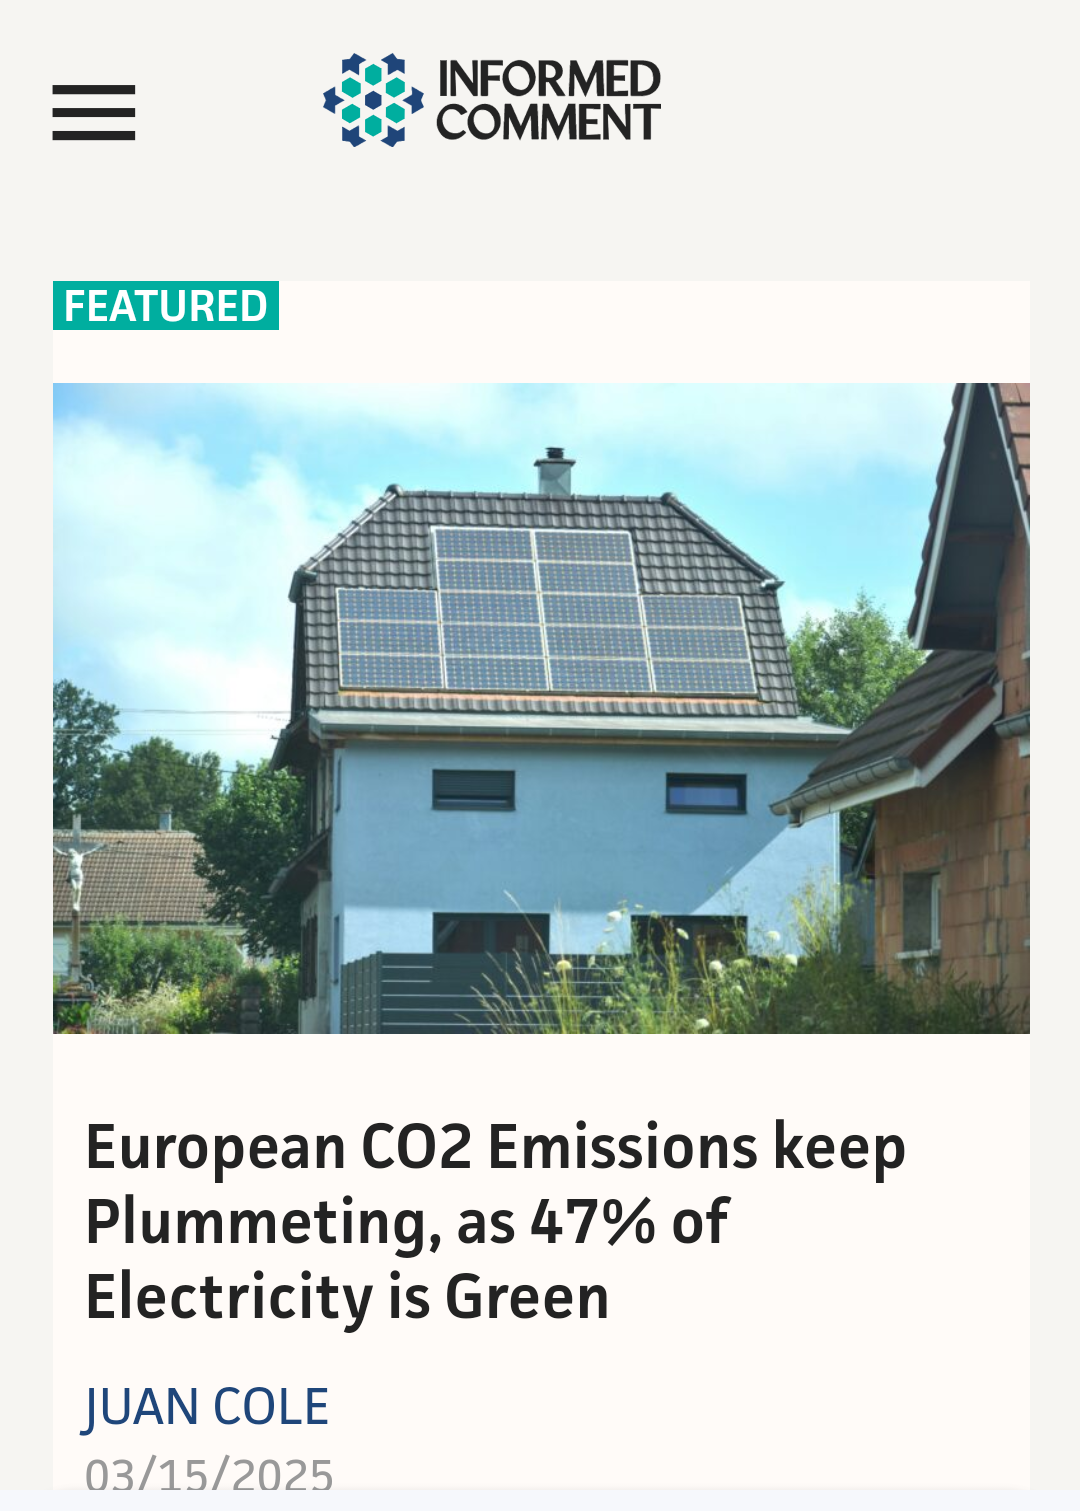 INFORMED
COMMENT
FEATURED
European CO2 Emissions keep
Plummeting, as 47% of
Electricity is Green
JUAN COLE
03/15/2025